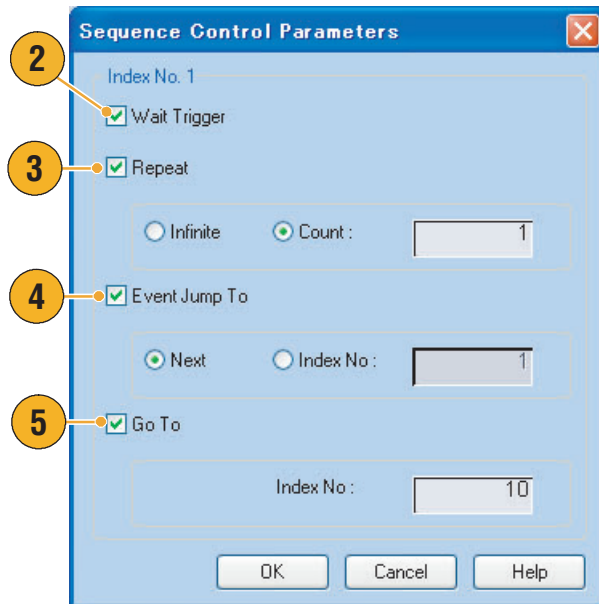 Sequence Control Parameters
2
Index No. 1
Wait Trigger
3
Repeat
Infinite Count : 1
4
Event Jump To
Next Index No : 1
5
Go To
Index No : 10
OK Cancel Help